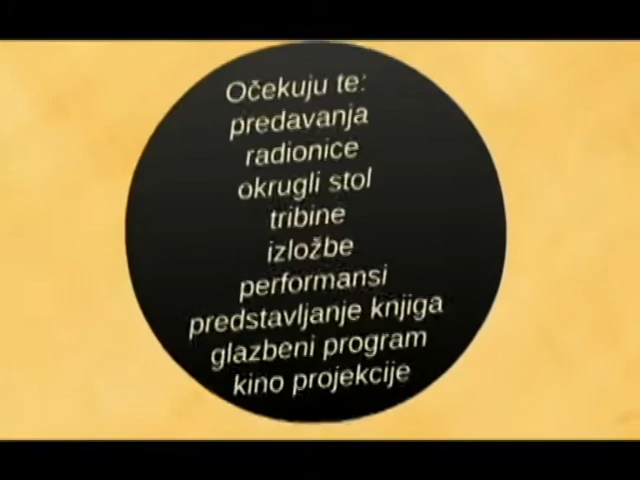 Očekuju te:
predavanja
radionice
okrugli stol
tribine
izložbe
performansi
predstavljanje knjiga
glazbeni program
kino projekcije